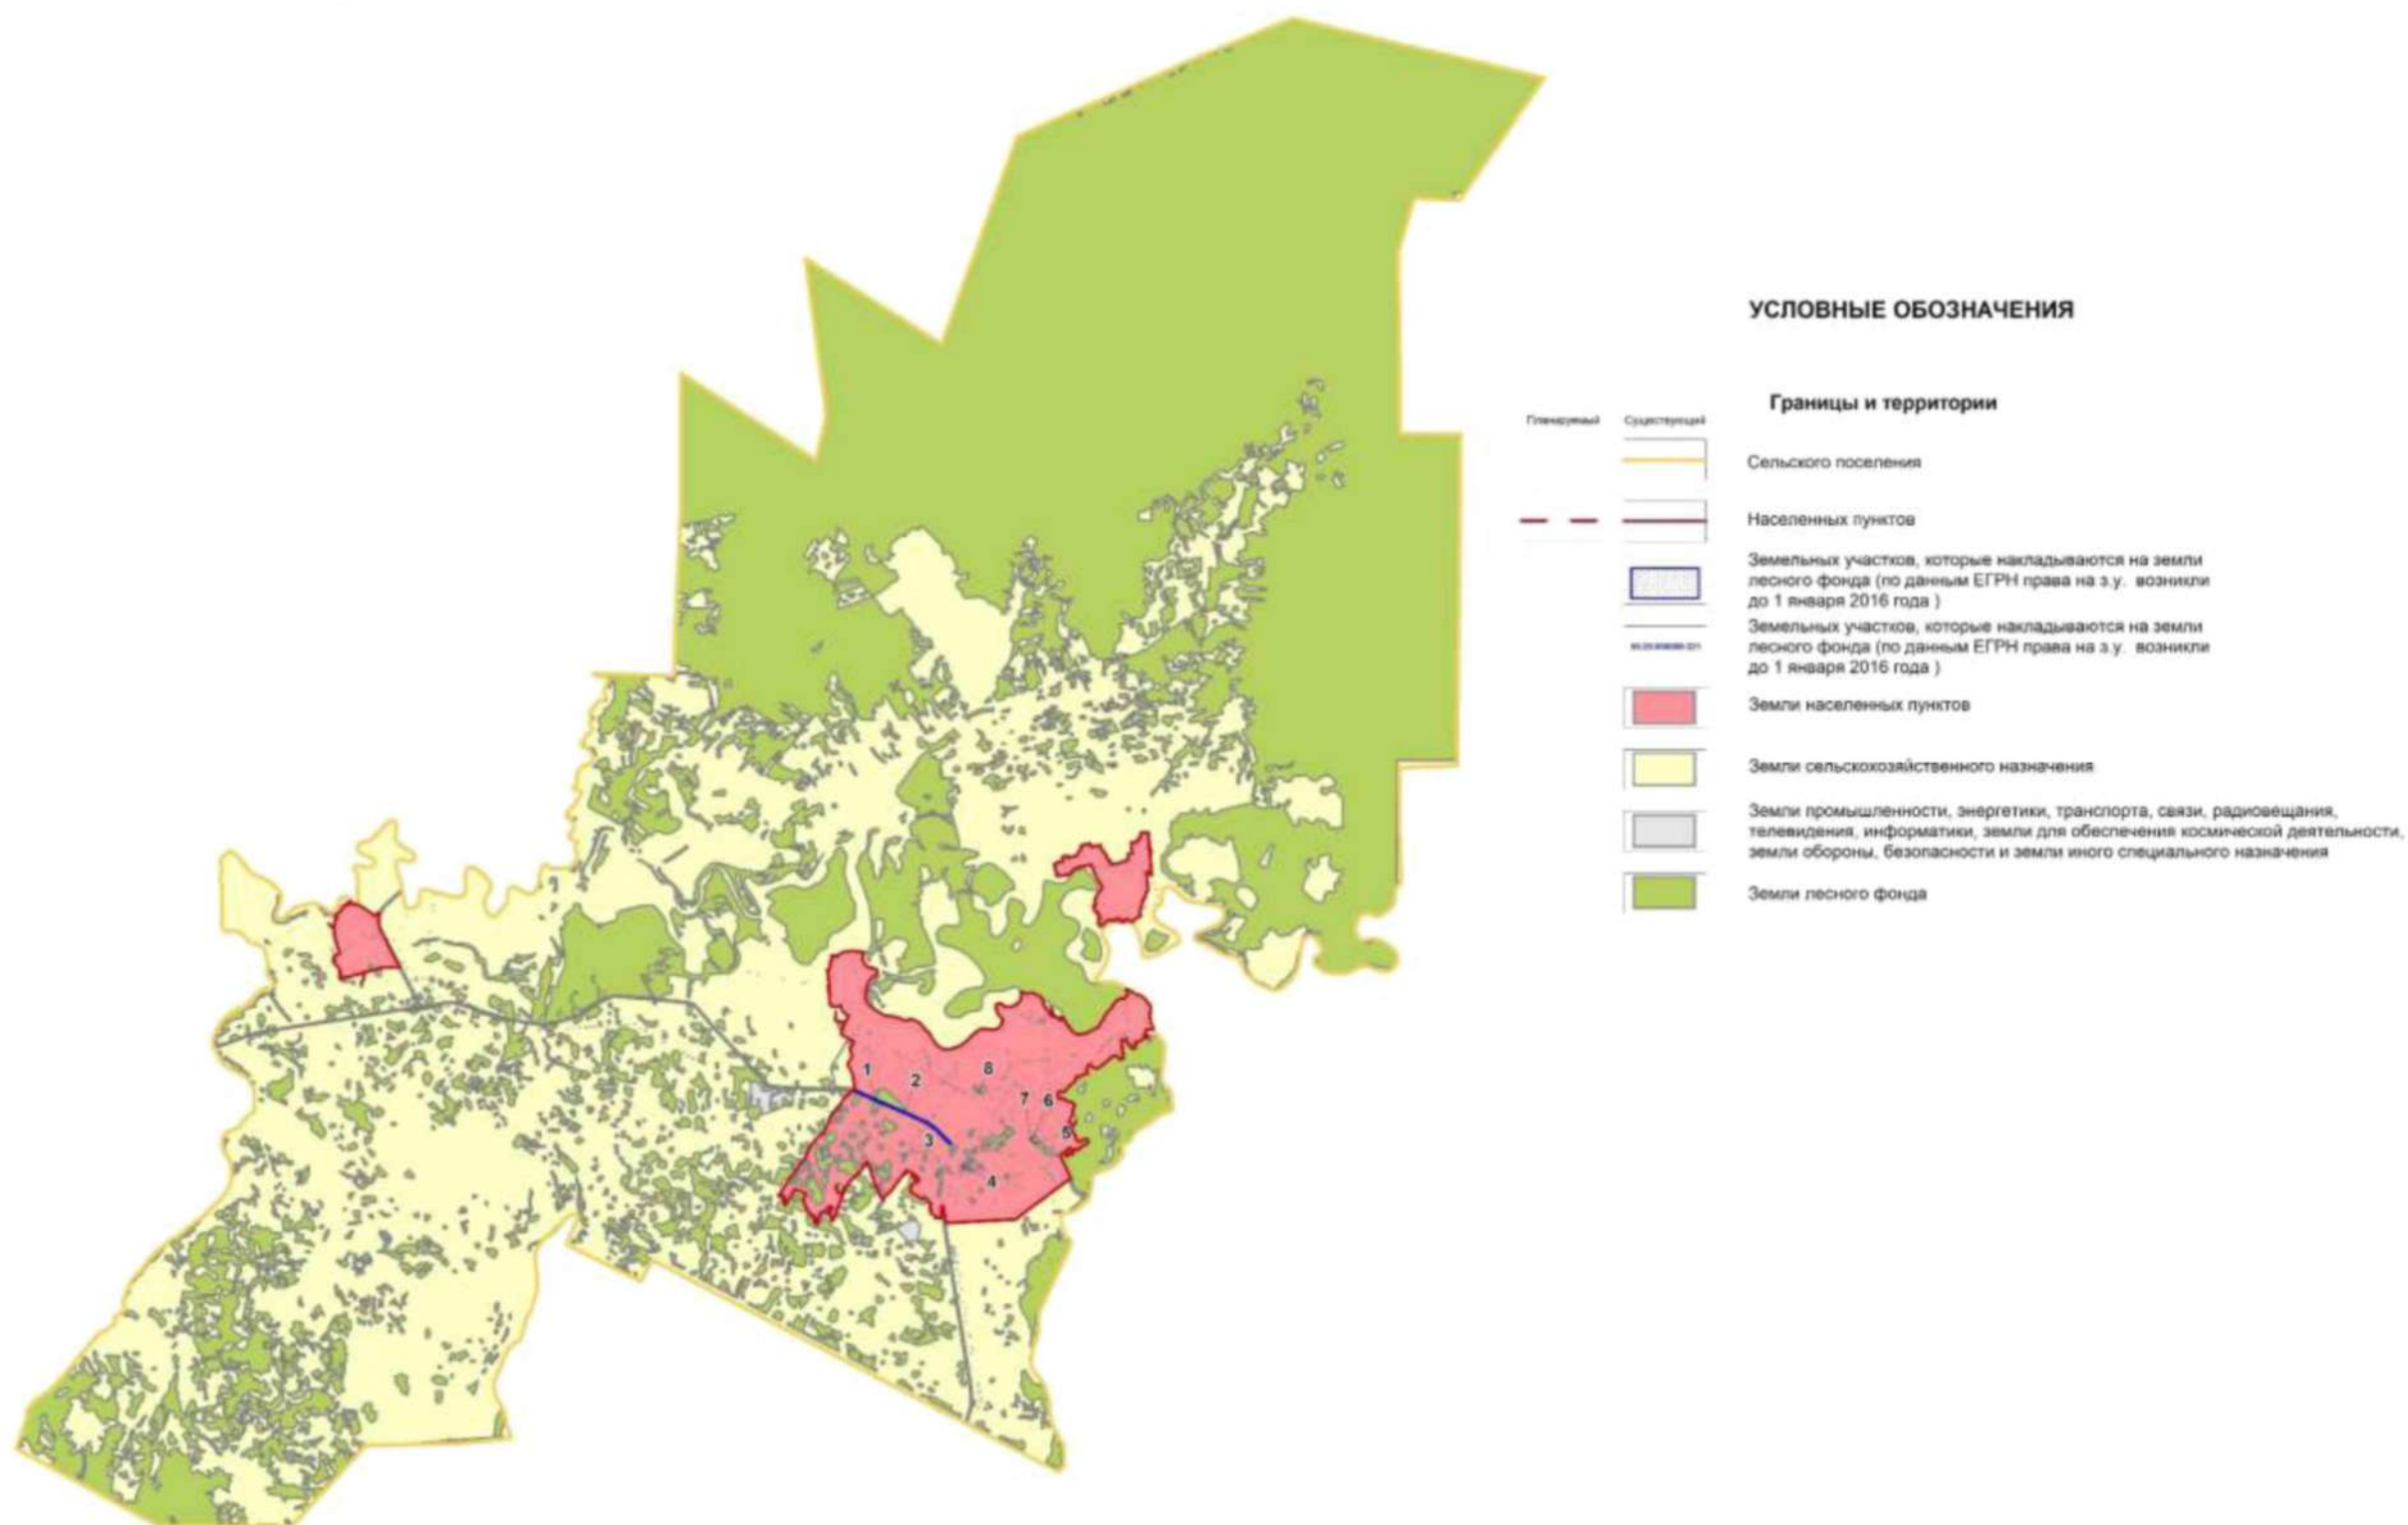 УСЛОВНЫЕ ОБОЗНАЧЕНИЯ
Границы и территории
Планируемый Существующий
Сельского поселения
Населенных пунктов
Земельных участков, которые накладываются на земли
лесного фонда (по данным ЕГРН права на з.у. возникли
до 1 января 2016 года )
Земельных участков, которые накладываются на земли
лесного фонда (по данным ЕГРН права на з.у. возникли
до 1 января 2016 года )
Земли населенных пунктов
Земли сельскохозяйственного назначения
Земли промышленности, энергетики, транспорта, связи, радиовещания,
телевидения, информатики, земли для обеспечения космической деятельности,
земли обороны, безопасности и земли иного специального назначения
Земли лесного фонда
1
2
8
7
6
3
5
4